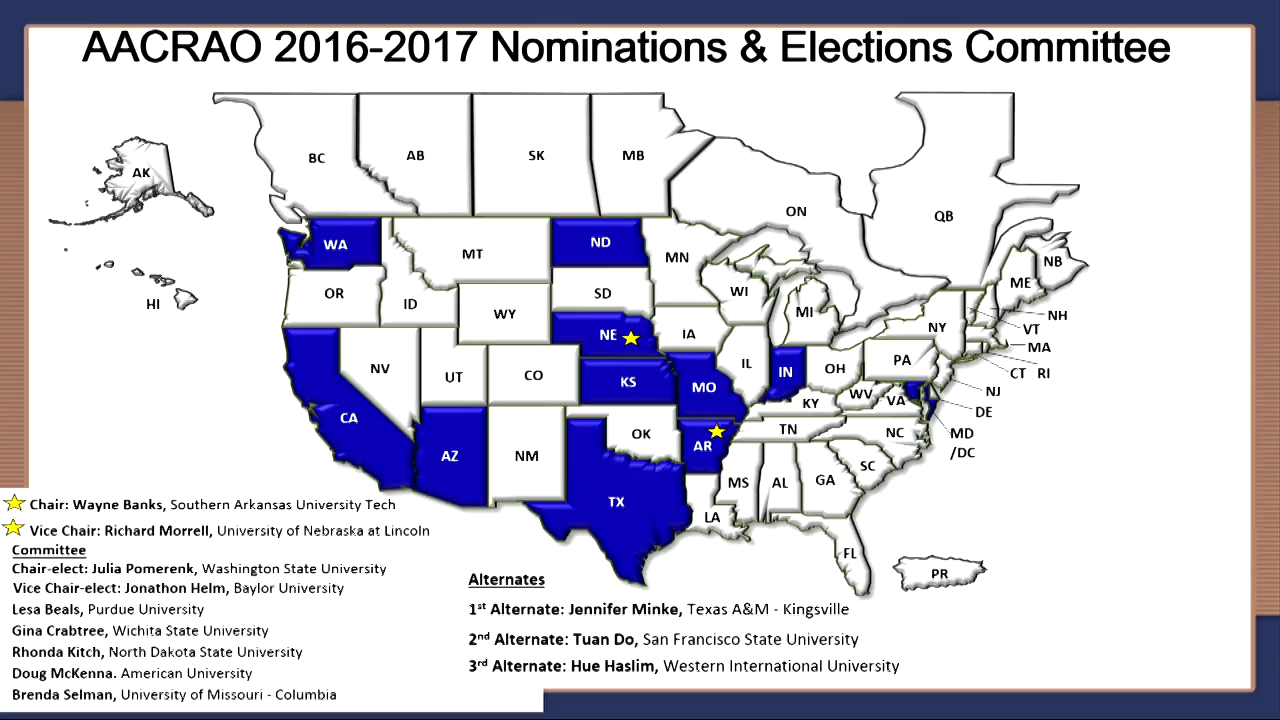 AACRAO 2016-2017 Nominations & Elections Committee
BC AB SK MB
AK
ON
QB
WA MT ND MN
ME NB
HI OR ID WY SD WI MI
NH
VT
NY
MA
NE IA
CT RI
NV UT CO KS MO IL IN OH PA
NJ
WV VA
DE
KY
CA AZ NM OK AR TN NC
MD
/DC
SC
MS AL GA
TX LA
FL
PR
Chair: Wayne Banks, Southern Arkansas University Tech
Vice Chair: Richard Morrell, University of Nebraska at Lincoln
Committee
Chair-elect: Julia Pomerenk, Washington State University
Vice Chair-elect: Jonathon Helm, Baylor University
Lesa Beals, Purdue University
Gina Crabtree, Wichita State University
Rhonda Kitch, North Dakota State University
Doug McKenna. American University
Brenda Selman, University of Missouri - Columbia
Alternates
1st Alternate: Jennifer Minke, Texas A&M - Kingsville
2nd Alternate: Tuan Do, San Francisco State University
3rd Alternate: Hue Haslim, Western International University